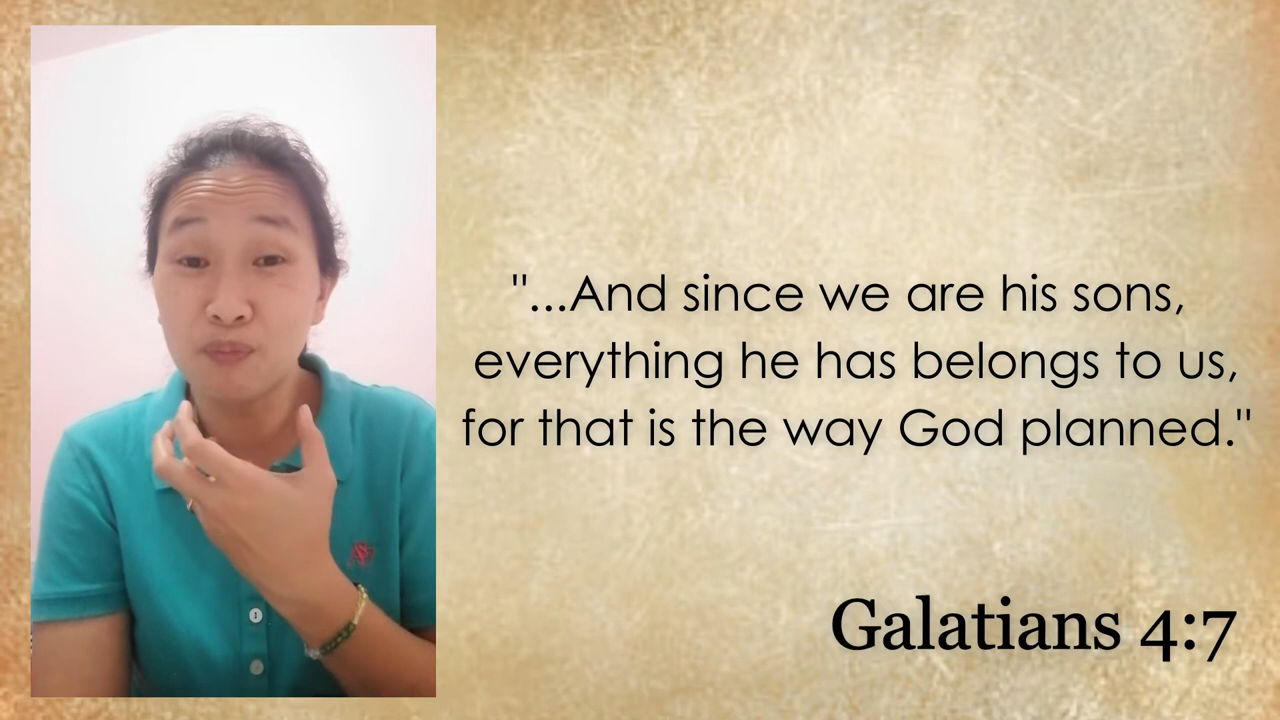 "...And since we are his sons,
everything he has belongs to us,
for that is the way God planned."
Galatians 4:7